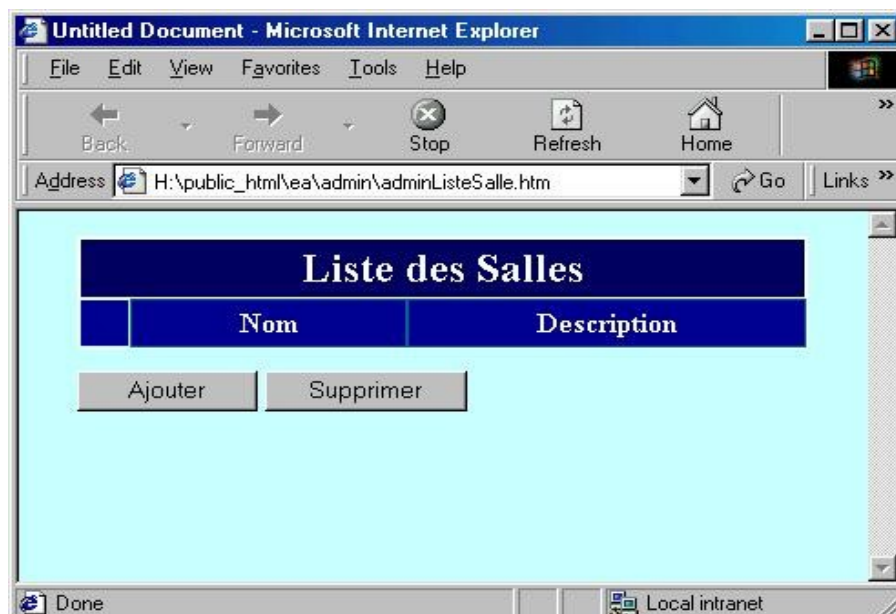 Untitled Document - Microsoft Internet Explorer
File Edit View Favorites Tools Help
Back Forward Stop Refresh Home »
Address H:\public_html\ea\admin\adminListeSalle.htm Go Links »
Liste des Salles
Nom Description
Ajouter Supprimer
Done Local intranet